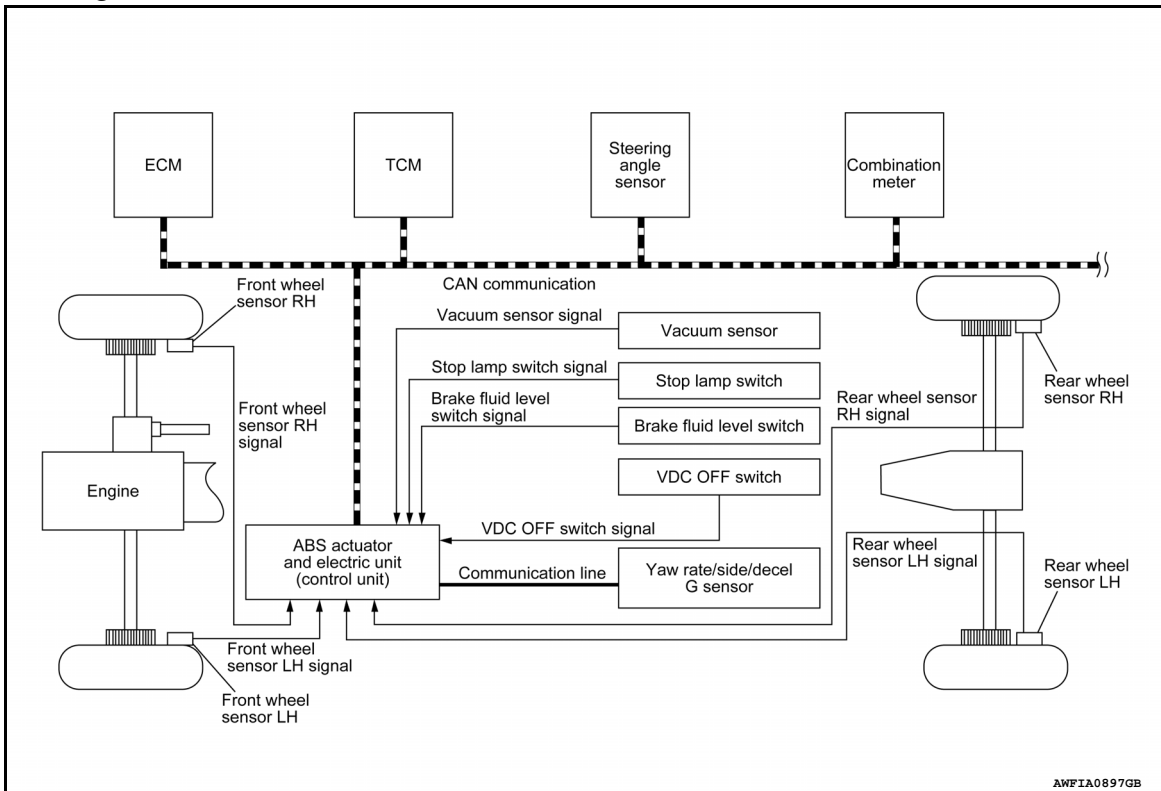 ECM
TCM
Steering
angle
sensor
Combination
meter
CAN communication
Front wheel
sensor RH
Vacuum sensor signal
Vacuum sensor
Stop lamp switch signal
Stop lamp switch
Brake fluid level
switch signal
Brake fluid level switch
Front wheel
sensor RH
signal
Rear wheel sensor
RH signal
Rear wheel
sensor RH
Engine
VDC OFF switch
VDC OFF switch signal
ABS actuator
and electric unit
(control unit)
Communication line
Yaw rate/side/decel
G sensor
Rear wheel
sensor LH signal
Rear wheel
sensor LH
Front wheel
sensor LH signal
Front wheel
sensor LH
AWFIA0897GB